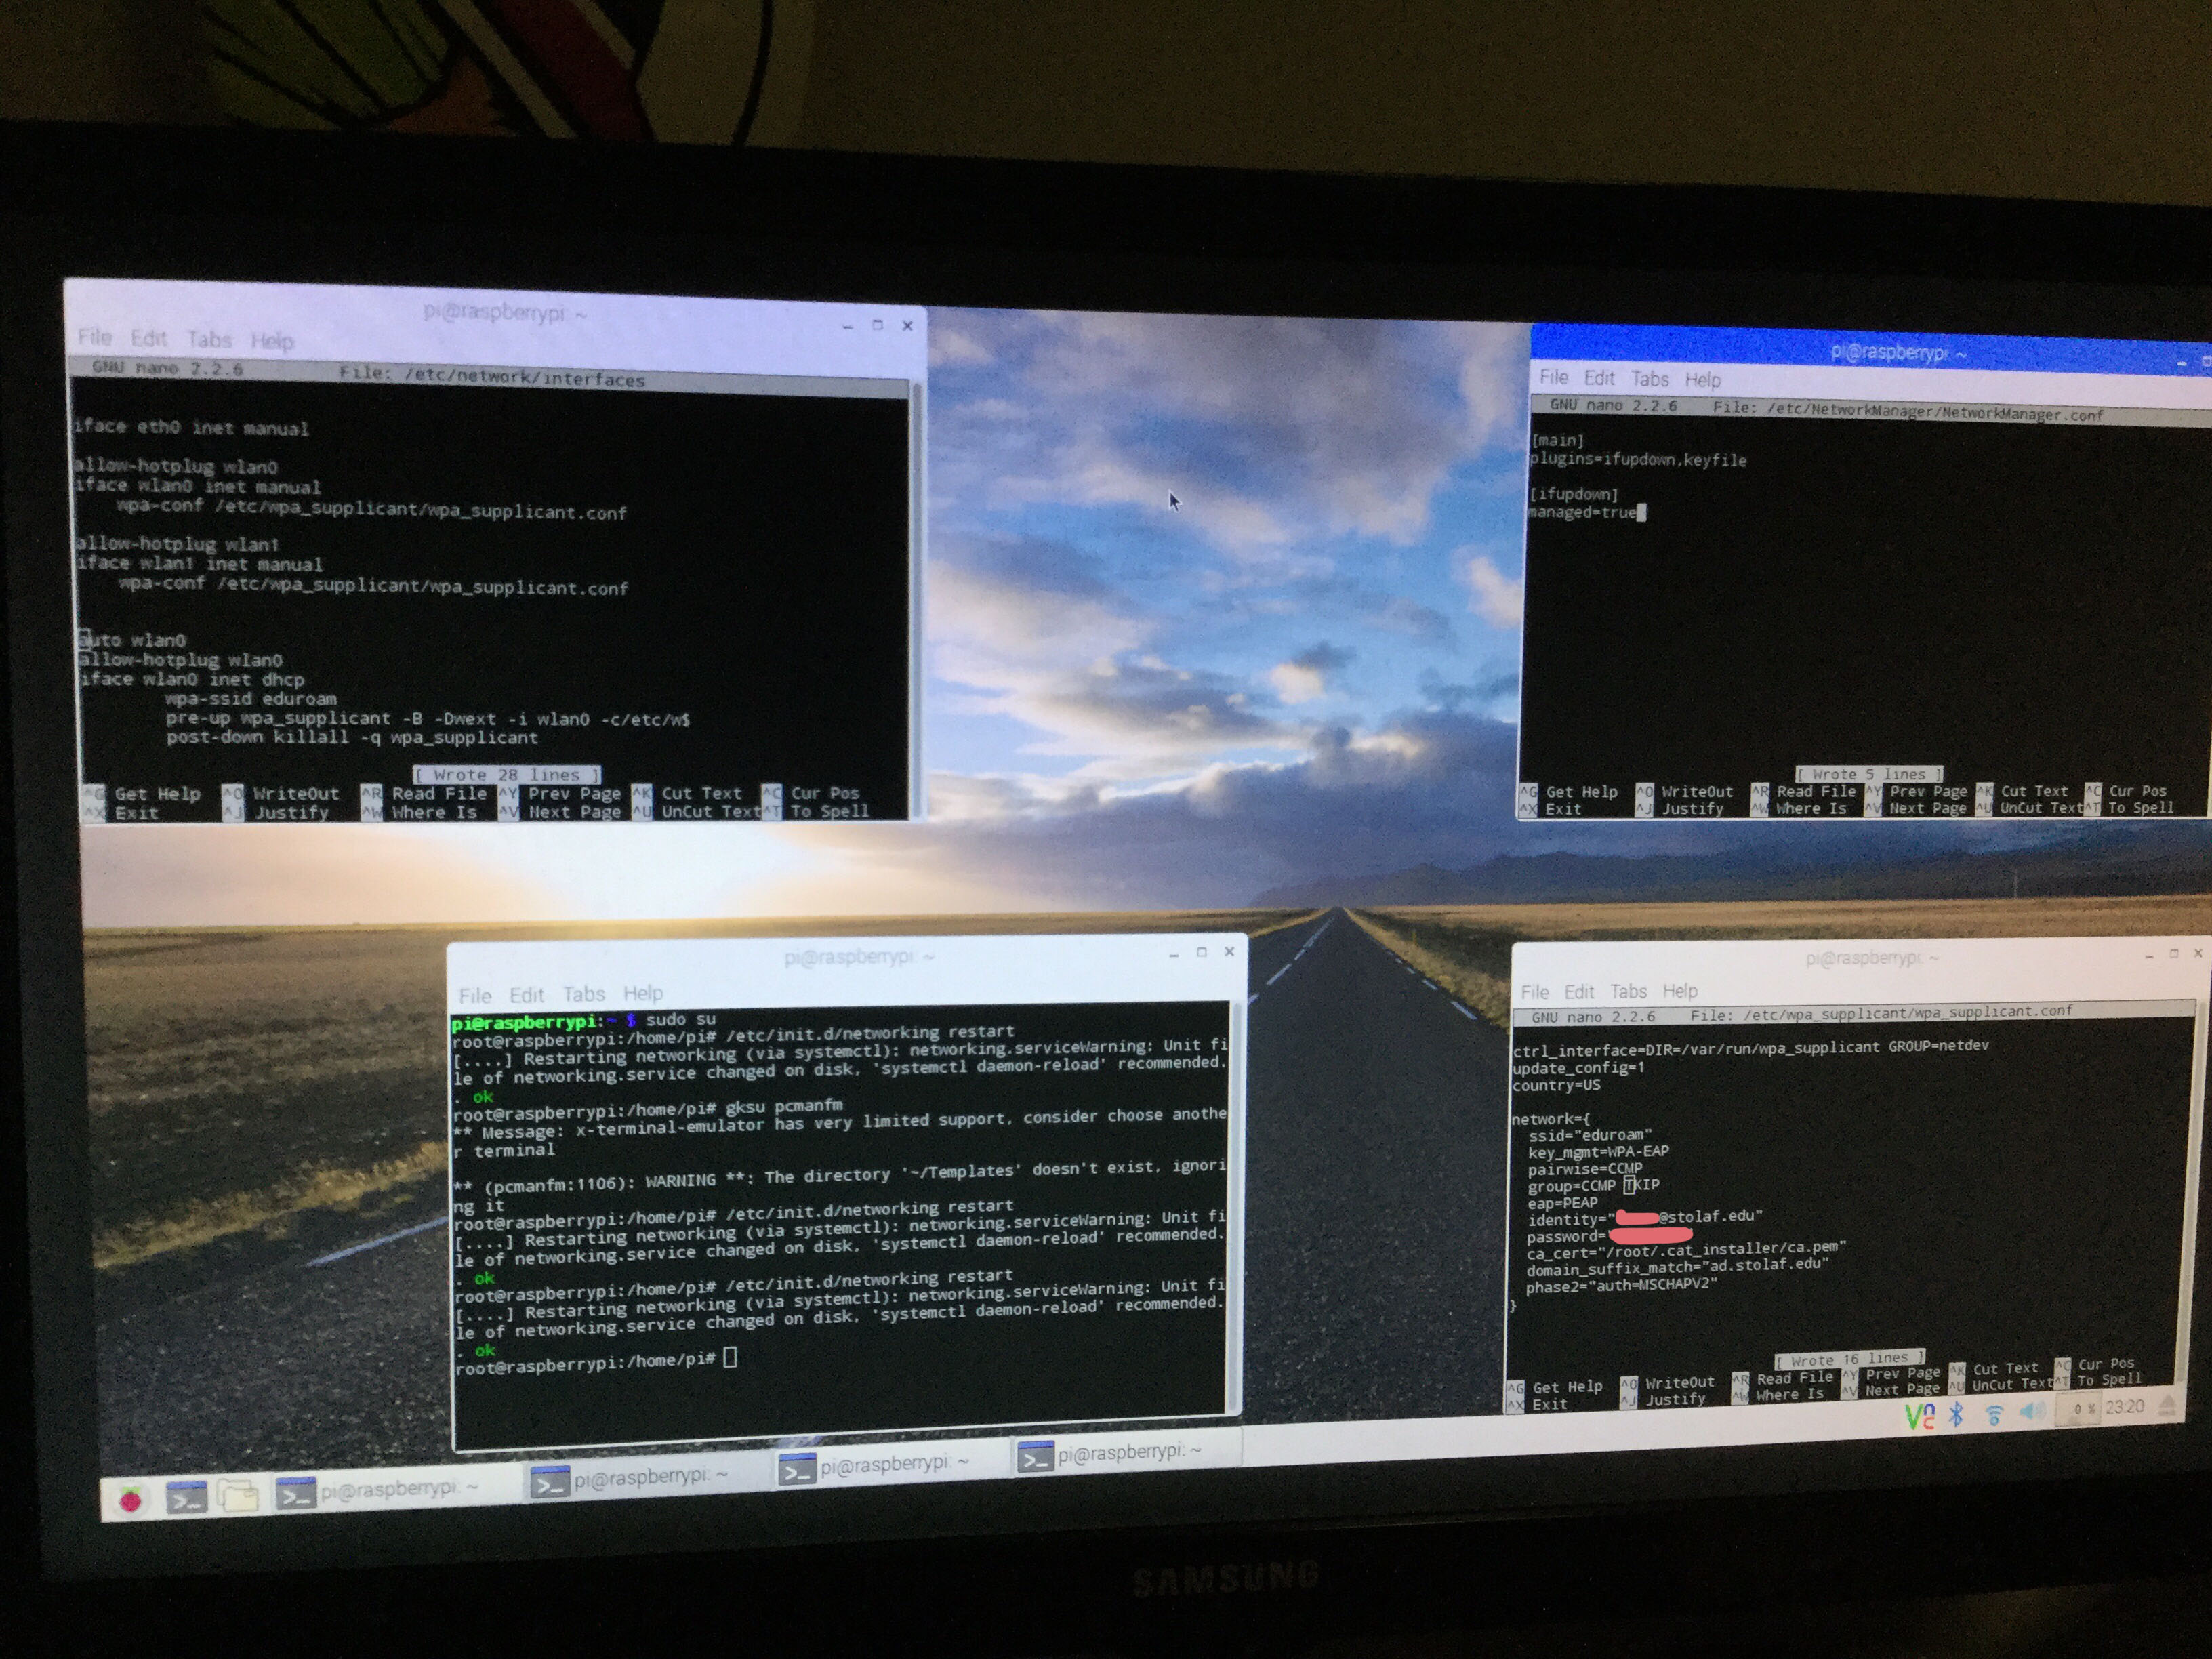 pi@raspberrypi: ~
File Edit Tabs Help
GNU nano 2.2.6 File: /etc/network/interfaces
iface eth0 inet manual
allow-hotplug wlan0
iface wlan0 inet manual
wpa-conf /etc/wpa_supplicant/wpa_supplicant.conf
allow-hotplug wlan1
iface wlan1 inet manual
wpa-conf /etc/wpa_supplicant/wpa_supplicant.conf
auto wlan0
allow-hotplug wlan0
iface wlan0 inet dhcp
wpa-ssid eduroam
pre-up wpa_supplicant -B -Dwext -i wlan0 -c/etc/w$
post-down killall -q wpa_supplicant
[ Wrote 28 lines ]
^G Get Help ^O WriteOut ^R Read File ^Y Prev Page ^K Cut Text ^C Cur Pos
^X Exit ^J Justify ^W Where Is ^V Next Page ^U UnCut Text ^T To Spell
pi@raspberrypi: ~
File Edit Tabs Help
GNU nano 2.2.6 File: /etc/NetworkManager/NetworkManager.conf
[main]
plugins=ifupdown,keyfile
[ifupdown]
managed=true
[ Wrote 5 lines ]
^G Get Help ^O WriteOut ^R Read File ^Y Prev Page ^K Cut Text ^C Cur Pos
^X Exit ^J Justify ^W Where Is ^V Next Page ^U UnCut Text ^T To Spell
pi@raspberrypi: ~
File Edit Tabs Help
pi@raspberrypi:~ $ sudo su
root@raspberrypi:/home/pi# /etc/init.d/networking restart
[....] Restarting networking (via systemctl): networking.serviceWarning: Unit fi
le of networking.service changed on disk, 'systemctl daemon-reload' recommended.
. ok
root@raspberrypi:/home/pi# gksu pcmanfm
** Message: x-terminal-emulator has very limited support, consider choose anothe
r terminal
** (pcmanfm:1106): WARNING **: The directory '~/Templates' doesn't exist, ignori
ng it
root@raspberrypi:/home/pi# /etc/init.d/networking restart
[....] Restarting networking (via systemctl): networking.serviceWarning: Unit fi
le of networking.service changed on disk, 'systemctl daemon-reload' recommended.
. ok
root@raspberrypi:/home/pi# /etc/init.d/networking restart
[....] Restarting networking (via systemctl): networking.serviceWarning: Unit fi
le of networking.service changed on disk, 'systemctl daemon-reload' recommended.
. ok
root@raspberrypi:/home/pi#
pi@raspberrypi: ~
File Edit Tabs Help
GNU nano 2.2.6 File: /etc/wpa_supplicant/wpa_supplicant.conf
ctrl_interface=DIR=/var/run/wpa_supplicant GROUP=netdev
update_config=1
country=US
network={
ssid="eduroam"
key_mgmt=WPA-EAP
pairwise=CCMP
group=CCMP TKIP
eap=PEAP
identity="@stolaf.edu"
password="
ca_cert="/root/.cat_installer/ca.pem"
domain_suffix_match="ad.stolaf.edu"
phase2="auth=MSCHAPV2"
}
[ Wrote 16 lines ]
^G Get Help ^O WriteOut ^R Read File ^Y Prev Page ^K Cut Text ^C Cur Pos
^X Exit ^J Justify ^W Where Is ^V Next Page ^U UnCut Text ^T To Spell
pi@raspberrypi: ~ pi@raspberrypi: ~ pi@raspberrypi: ~ pi@raspberrypi: ~ 0 % 23:20
SAMSUNG